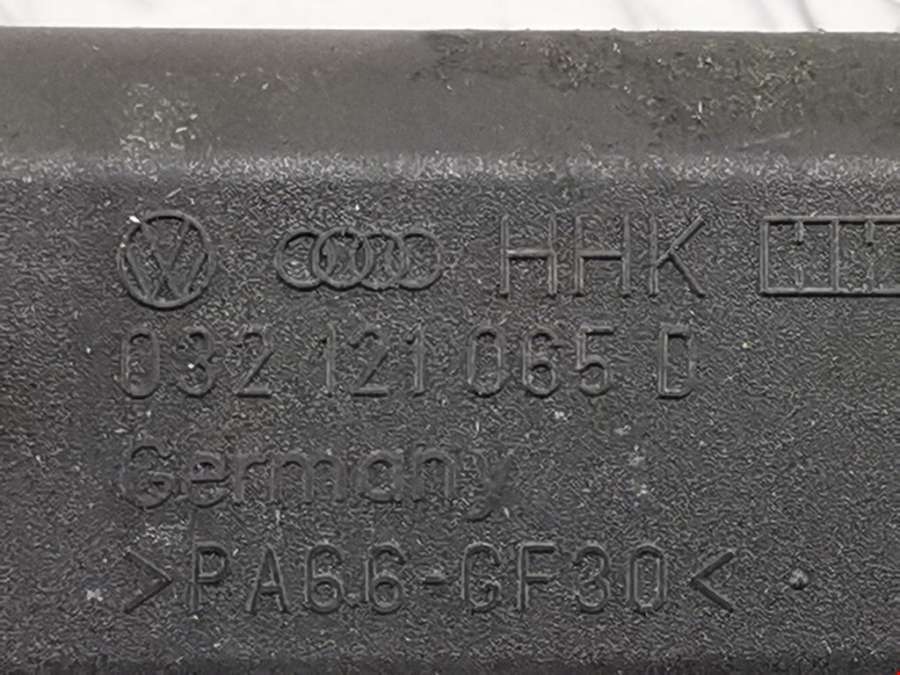 HHK
032 121 065 D
Germany
>PA66-GF30<